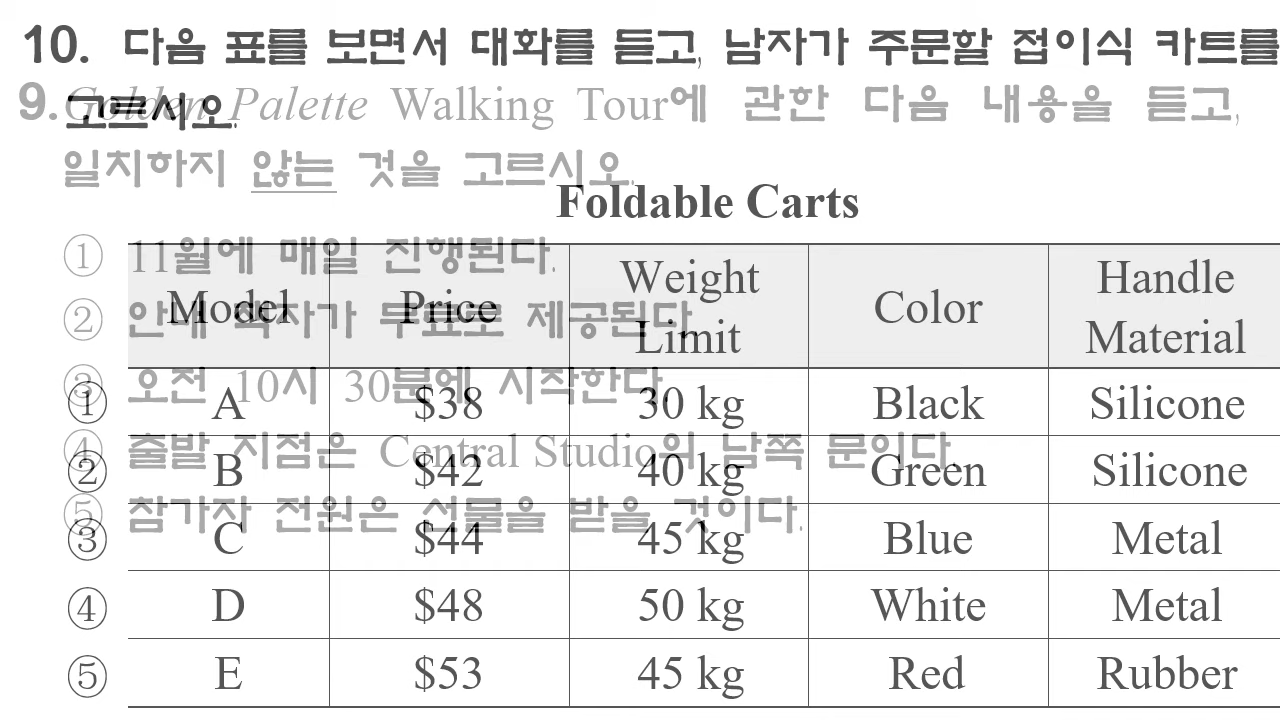 10. 다음 표를 보면서 대화를 듣고, 남자가 주문할 접이식 카트를
고르시오.
9. Golden Palette Walking Tour에 관한 다음 내용을 듣고,
일치하지 않는 것을 고르시오.
① 11월에 매일 진행된다.
② 안내 책자가 무료로 제공된다.
③ 오전 10시 30분에 시작한다.
④ 출발 지점은 Central Studio의 남쪽 문이다.
⑤ 참가자 전원은 선물을 받을 것이다.
Foldable Carts
Model Price Weight Limit Color Handle Material
① A $38 30 kg Black Silicone
② B $42 40 kg Green Silicone
③ C $44 45 kg Blue Metal
④ D $48 50 kg White Metal
⑤ E $53 45 kg Red Rubber